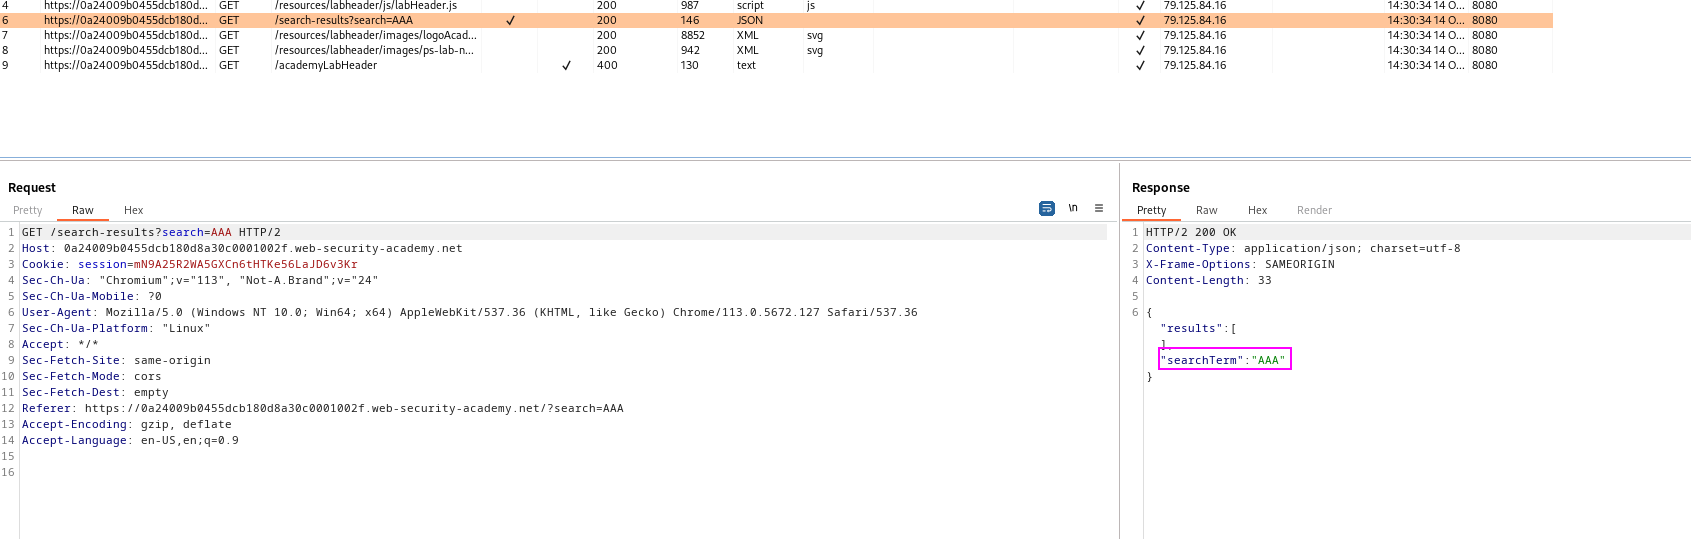 4 https://0a24009b0455dcb180d... GET /resources/labheader/js/labHeader.js 200 987 script js ✓ 79.125.84.16 14:30:34 14 O... 8080
6 https://0a24009b0455dcb180d... GET /search-results?search=AAA ✓ 200 146 JSON ✓ 79.125.84.16 14:30:34 14 O... 8080
7 https://0a24009b0455dcb180d... GET /resources/labheader/images/logoAcad... 200 8852 XML svg ✓ 79.125.84.16 14:30:34 14 O... 8080
8 https://0a24009b0455dcb180d... GET /resources/labheader/images/ps-lab-n... 200 942 XML svg ✓ 79.125.84.16 14:30:34 14 O... 8080
9 https://0a24009b0455dcb180d... GET /academyLabHeader ✓ 400 130 text ✓ 79.125.84.16 14:30:34 14 O... 8080
Request
Pretty Raw Hex \n
1 GET /search-results?search=AAA HTTP/2
2 Host: 0a24009b0455dcb180d8a30c0001002f.web-security-academy.net
3 Cookie: session=mN9A25R2WA5GXCn6tHTKe56LaJD6v3Kr
4 Sec-Ch-Ua: "Chromium";v="113", "Not-A.Brand";v="24"
5 Sec-Ch-Ua-Mobile: ?0
6 User-Agent: Mozilla/5.0 (Windows NT 10.0; Win64; x64) AppleWebKit/537.36 (KHTML, like Gecko) Chrome/113.0.5672.127 Safari/537.36
7 Sec-Ch-Ua-Platform: "Linux"
8 Accept: */*
9 Sec-Fetch-Site: same-origin
10 Sec-Fetch-Mode: cors
11 Sec-Fetch-Dest: empty
12 Referer: https://0a24009b0455dcb180d8a30c0001002f.web-security-academy.net/?search=AAA
13 Accept-Encoding: gzip, deflate
14 Accept-Language: en-US,en;q=0.9
15
16
Response
Pretty Raw Hex Render
1 HTTP/2 200 OK
2 Content-Type: application/json; charset=utf-8
3 X-Frame-Options: SAMEORIGIN
4 Content-Length: 33
5
6 {
"results":[
],
"searchTerm":"AAA"
}